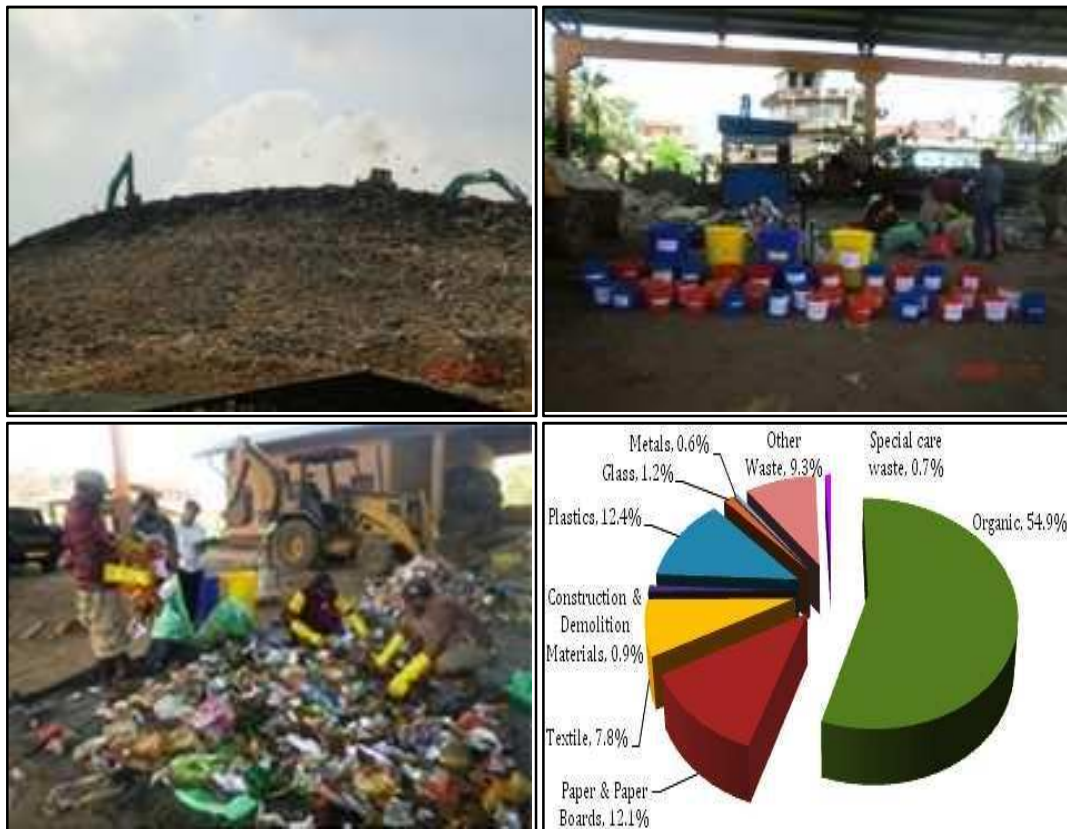 Metals, 0.6%
Glass, 1.2%
Other
Waste, 9.3%
Special care
waste, 0.7%
Plastics, 12.4%
Organic, 54.9%
Construction &
Demolition
Materials, 0.9%
Textile, 7.8%
Paper & Paper
Boards, 12.1%